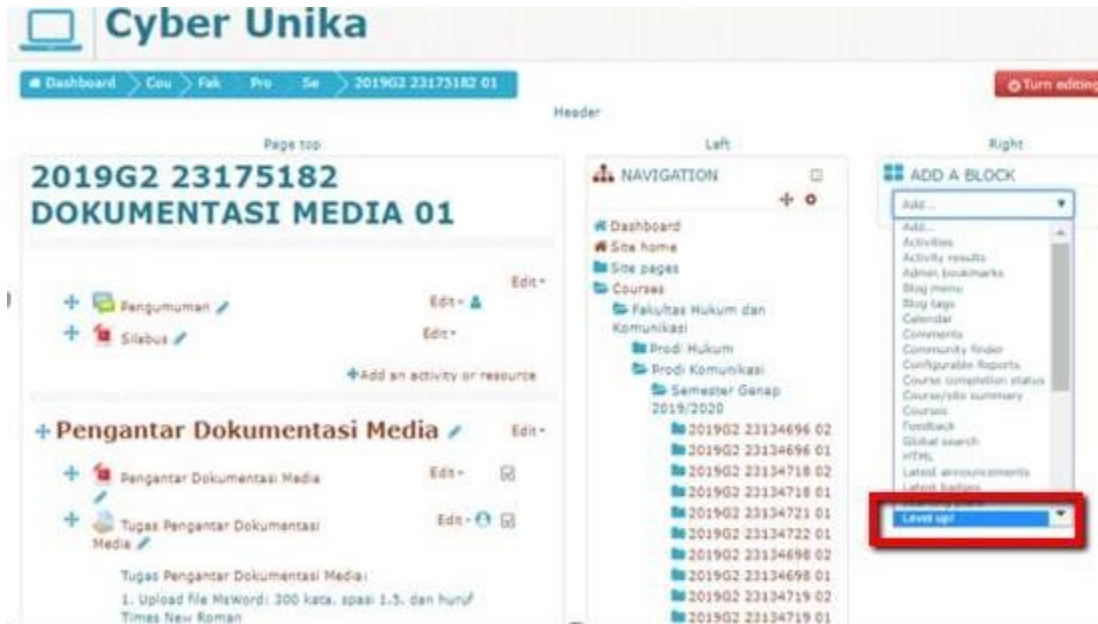 Cyber Unika
Dashboard Cou Fak Pro Se 2019G2 23175182 01
Turn editing
Header
Page top
2019G2 23175182
DOKUMENTASI MEDIA 01
Edit
Pengumuman Edit
Silabus Edit
Add an activity or resource
Pengantar Dokumentasi Media Edit
Pengantar Dokumentasi Media Edit
Tugas Pengantar Dokumentasi Edit
Media
Tugas Pengantar Dokumentasi Media:
1. Upload file MsWord: 300 kata, spasi 1.5, dan huruf
Times New Roman
Left
NAVIGATION
Dashboard
Site home
Site pages
Courses
Fakultas Hukum dan
Komunikasi
Prodi Hukum
Prodi Komunikasi
Semester Genap
2019/2020
2019G2 23134696 02
2019G2 23134696 01
2019G2 23134718 02
2019G2 23134718 01
2019G2 23134721 01
2019G2 23134722 01
2019G2 23134698 02
2019G2 23134698 01
2019G2 23134719 02
2019G2 23134719 01
Right
ADD A BLOCK
Add...
Add...
Activities
Activity results
Admin bookmarks
Blog menu
Blog tags
Calendar
Comments
Community finder
Configurable Reports
Course completion status
Course/site summary
Courses
Feedback
Global search
HTML
Latest announcements
Latest badges
Level up!